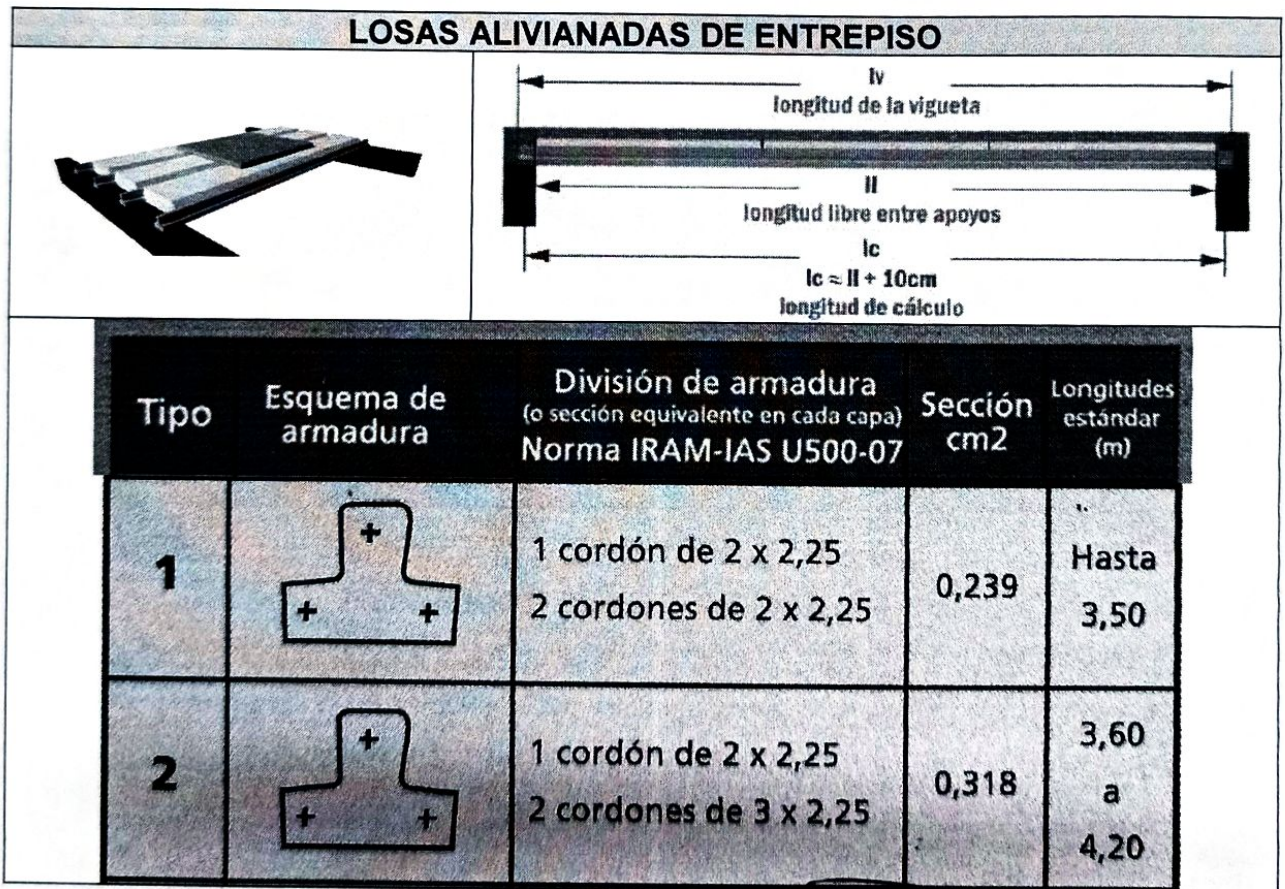 LOSAS ALIVIANADAS DE ENTREPISO
lv
longitud de la vigueta
ll
longitud libre entre apoyos
lc
lc ≈ ll + 10cm
longitud de cálculo
Tipo
Esquema de
armadura
División de armadura
(o sección equivalente en cada capa)
Norma IRAM-IAS U500-07
Sección
cm2
Longitudes
estándar
(m)
1
1 cordón de 2 x 2,25
2 cordones de 2 x 2,25
0,239
Hasta
3,50
2
1 cordón de 2 x 2,25
2 cordones de 3 x 2,25
0,318
3,60
a
4,20